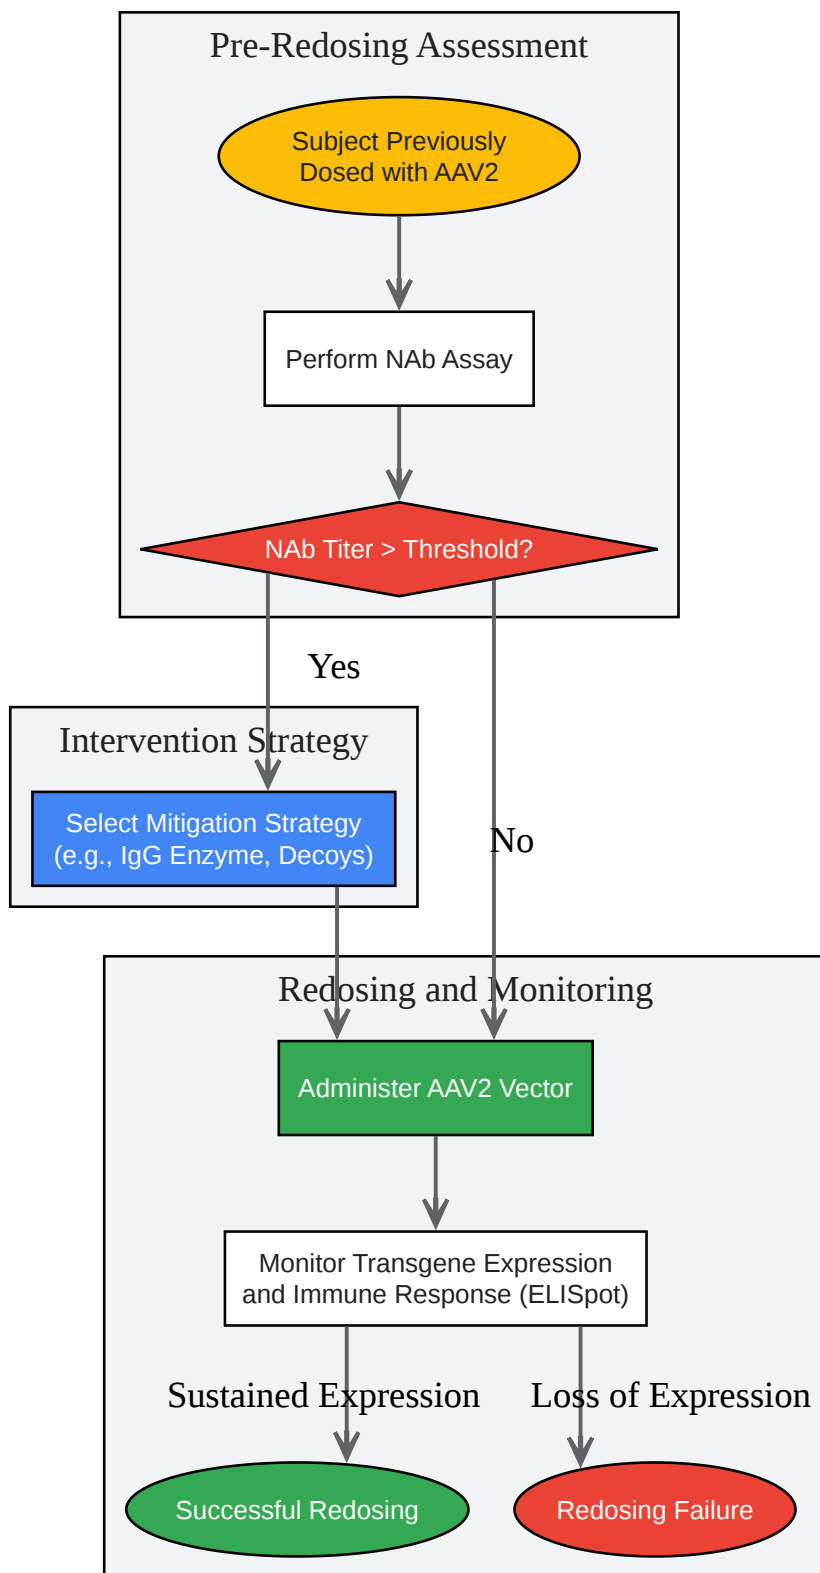 Pre-Redosing Assessment
Subject Previously
Dosed with AAV2
Perform NAb Assay
NAb Titer > Threshold?
Yes
Intervention Strategy
Select Mitigation Strategy
(e.g., IgG Enzyme, Decoys)
No
Redosing and Monitoring
Administer AAV2 Vector
Monitor Transgene Expression
and Immune Response (ELISpot)
Sustained Expression
Loss of Expression
Successful Redosing
Redosing Failure